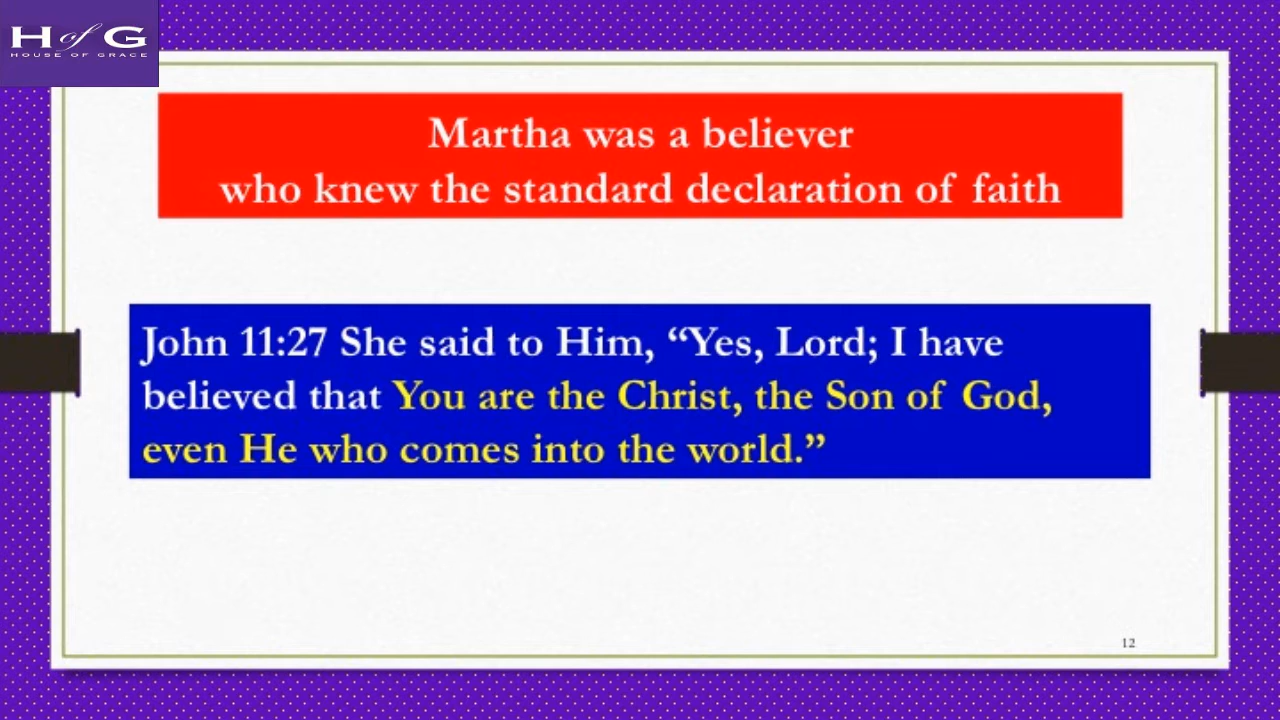 H of G
HOUSE OF GRACE
Martha was a believer
who knew the standard declaration of faith
John 11:27 She said to Him, “Yes, Lord; I have
believed that You are the Christ, the Son of God,
even He who comes into the world.”
12